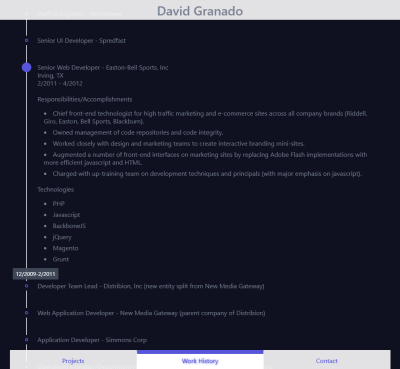 David Granado
Senior UI Developer - Spredfast
Senior Web Developer - Easton-Bell Sports, Inc
Irving, TX
2/2011 - 4/2012
Responsibilities/Accomplishments
Chief front-end technologist for high traffic marketing and e-commerce sites across all company brands (Riddell,
Giro, Easton, Bell Sports, Blackburn).
Owned management of code repositories and code integrity.
Worked closely with design and marketing teams to create interactive branding mini-sites.
Augmented a number of front-end interfaces on marketing sites by replacing Adobe Flash implementations with
more efficient javascript and HTML.
Charged with up-training team on development techniques and principals (with major emphasis on javascript).
Technologies
PHP
Javascript
BackboneJS
jQuery
Magento
Grunt
12/2009-2/2011
Developer Team Lead - Distribion, Inc (new entity split from New Media Gateway)
Web Application Developer - New Media Gateway (parent company of Distribion)
Application Developer - Simmons Corp
Projects
Work History
Contact